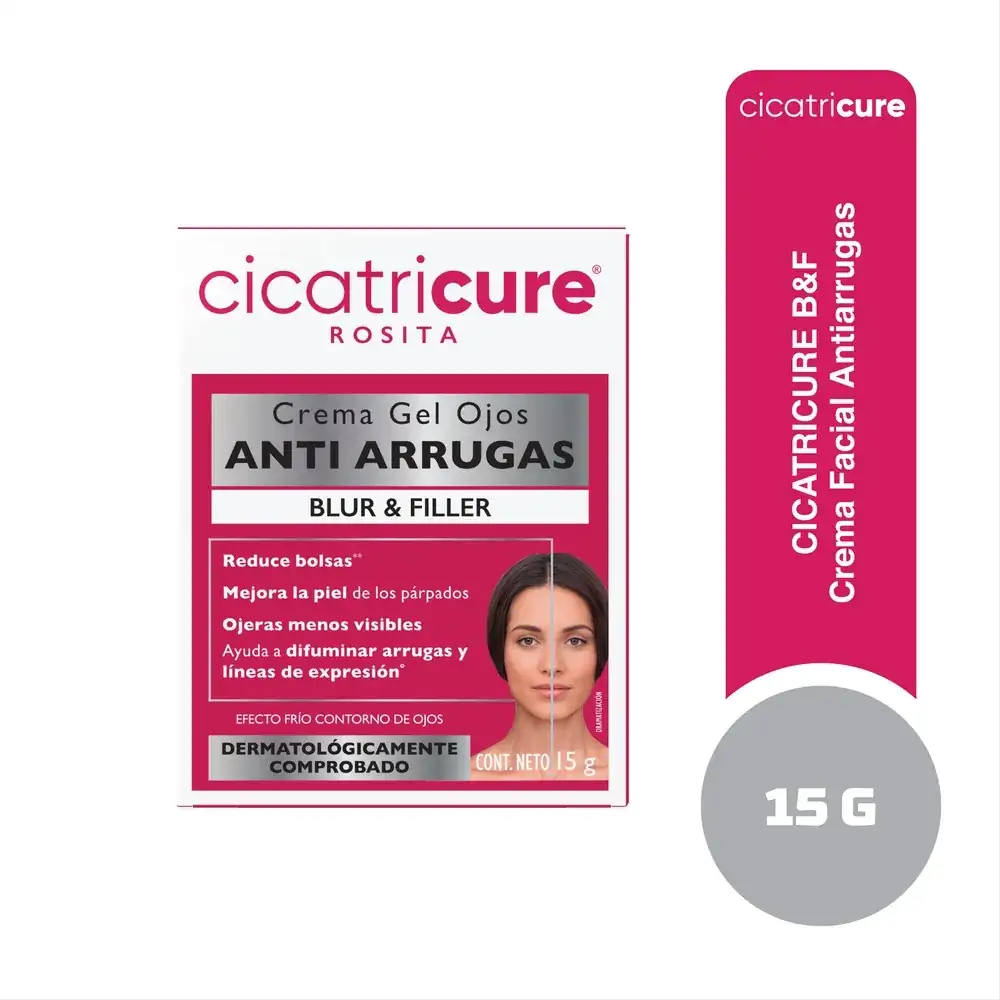 cicatricure®
ROSITA
Crema Gel Ojos
ANTI ARRUGAS
BLUR & FILLER
Reduce bolsas**
Mejora la piel de los párpados
Ojeras menos visibles
Ayuda a difuminar arrugas y
líneas de expresión°
EFECTO FRÍO CONTORNO DE OJOS
DERMATOLÓGICAMENTE
COMPROBADO
CONT. NETO 15 g
DRAMATIZACIÓN
cicatricure
CICATRICURE B&F
Crema Facial Antiarrugas
15 G